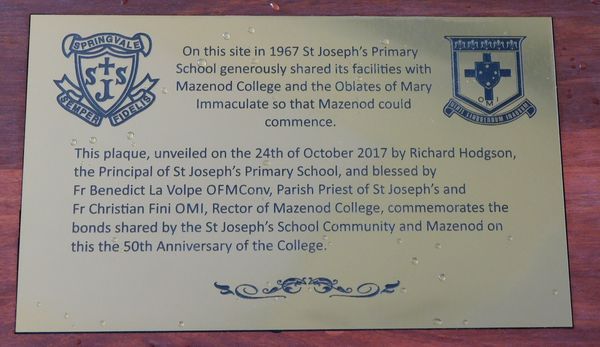 SPRINGVALE
S S
J
SEMPER FIDELIS
On this site in 1967 St Joseph's Primary
School generously shared its facilities with
Mazenod College and the Oblates of Mary
Immaculate so that Mazenod could
commence.
OMI
This plaque, unveiled on the 24th of October 2017 by Richard Hodgson,
the Principal of St Joseph's Primary School, and blessed by
Fr Benedict La Volpe OFMConv, Parish Priest of St Joseph's and
Fr Christian Fini OMI, Rector of Mazenod College, commemorates the
bonds shared by the St Joseph's School Community and Mazenod on
this the 50th Anniversary of the College.